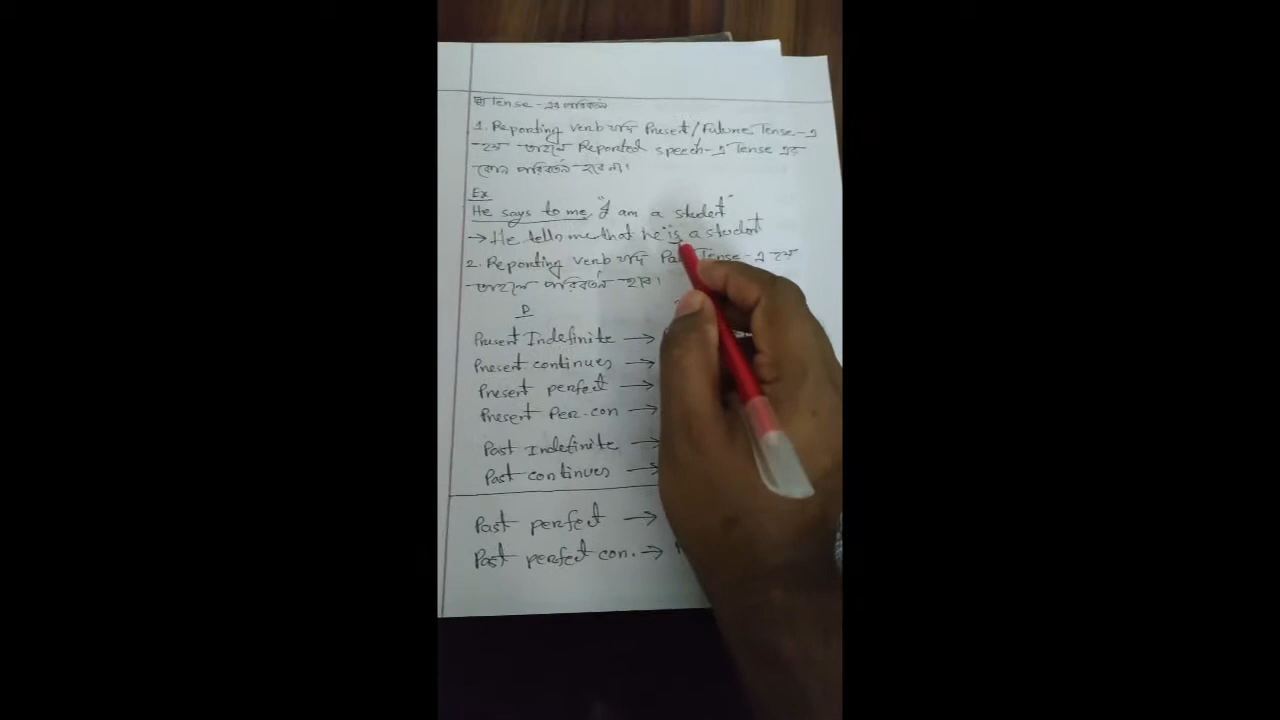 Tense-এর পরিবর্তন
1. Reporting verb যদি Present/Future Tense-এ
হয় তাহলে Reported speech-এ Tense এর
কোন পরিবর্তন হবে না।
Ex
He says to me, "I am a student"
→ He tells me that he is a student
2. Reporting verb যদি Tense-এ হয়
তাহলে পরিবর্তন হবে।
D
Present Indefinite →
Present continues →
Present perfect →
Present Per.con →
Past Indefinite →
Past continues →
Past perfect →
Past perfect con. →